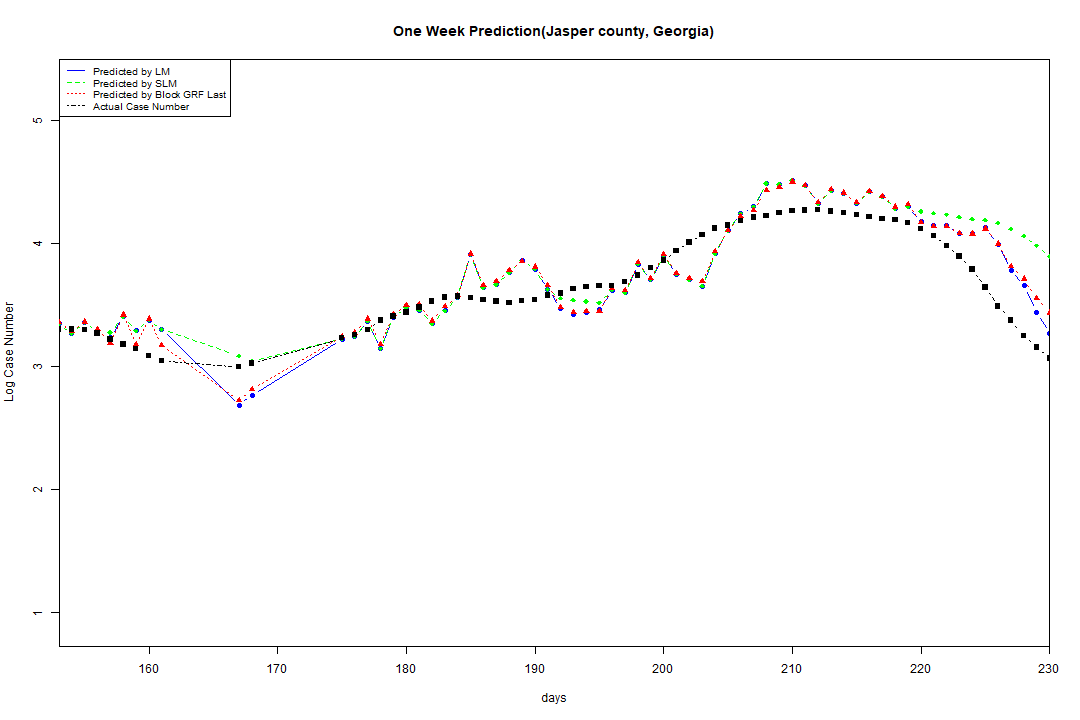 One Week Prediction(Jasper county, Georgia)
Predicted by LM
Predicted by SLM
Predicted by Block GRF Last
Actual Case Number
Log Case Number
5
4
3
2
1
160 170 180 190 200 210 220 230
days